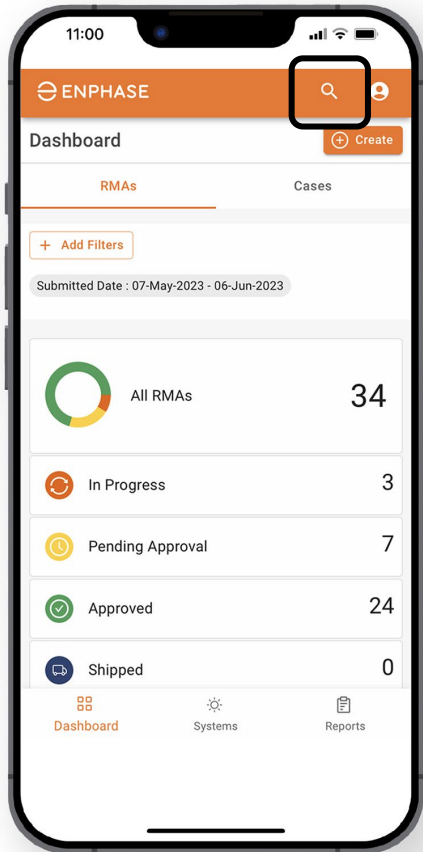 11:00
ENPHASE
Dashboard
Create
RMAs
Cases
+ Add Filters
Submitted Date : 07-May-2023 - 06-Jun-2023
All RMAs
34
In Progress
3
Pending Approval
7
Approved
24
Shipped
0
Dashboard
Systems
Reports